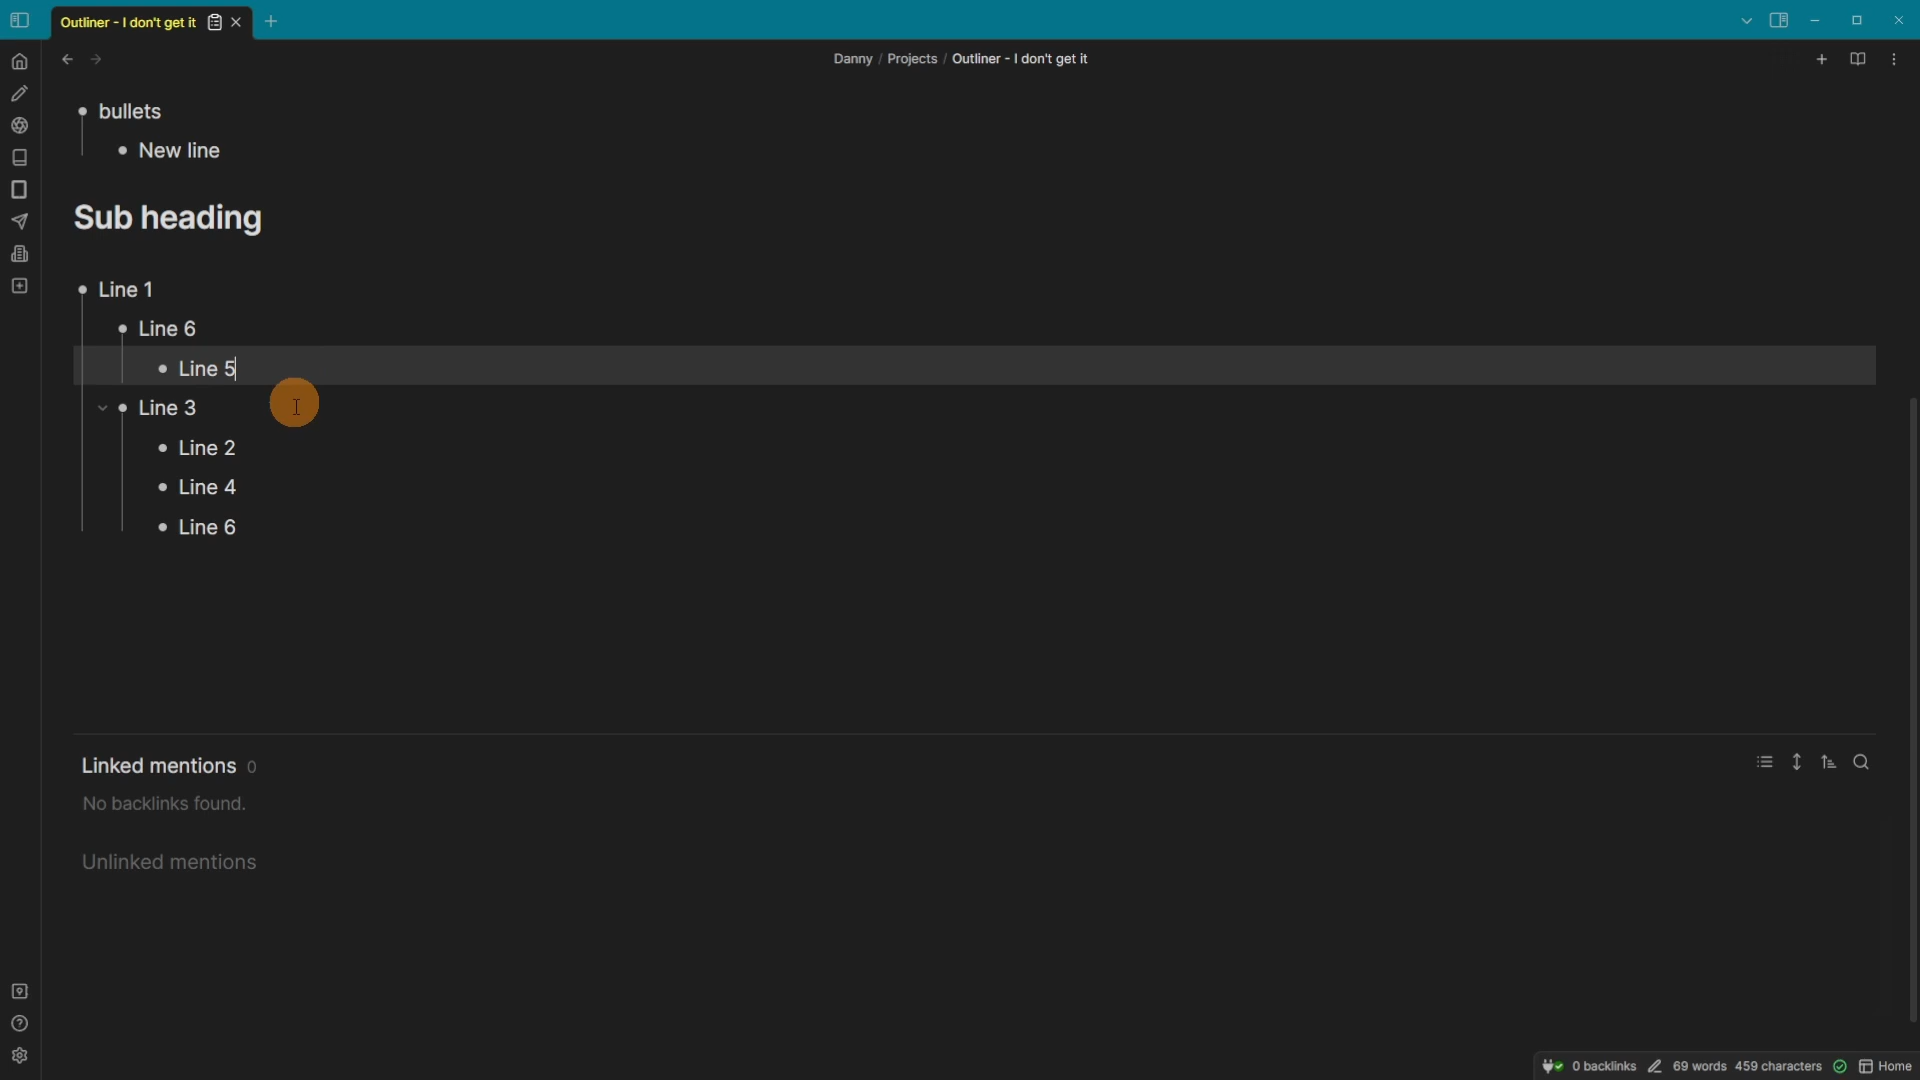 Outliner - I don't get it
Danny / Projects / Outliner - I don't get it
bullets
New line
Sub heading
Line 1
Line 6
Line 5
Line 3
Line 2
Line 4
Line 6
Linked mentions 0
No backlinks found.
Unlinked mentions
0 backlinks 69 words 459 characters Home